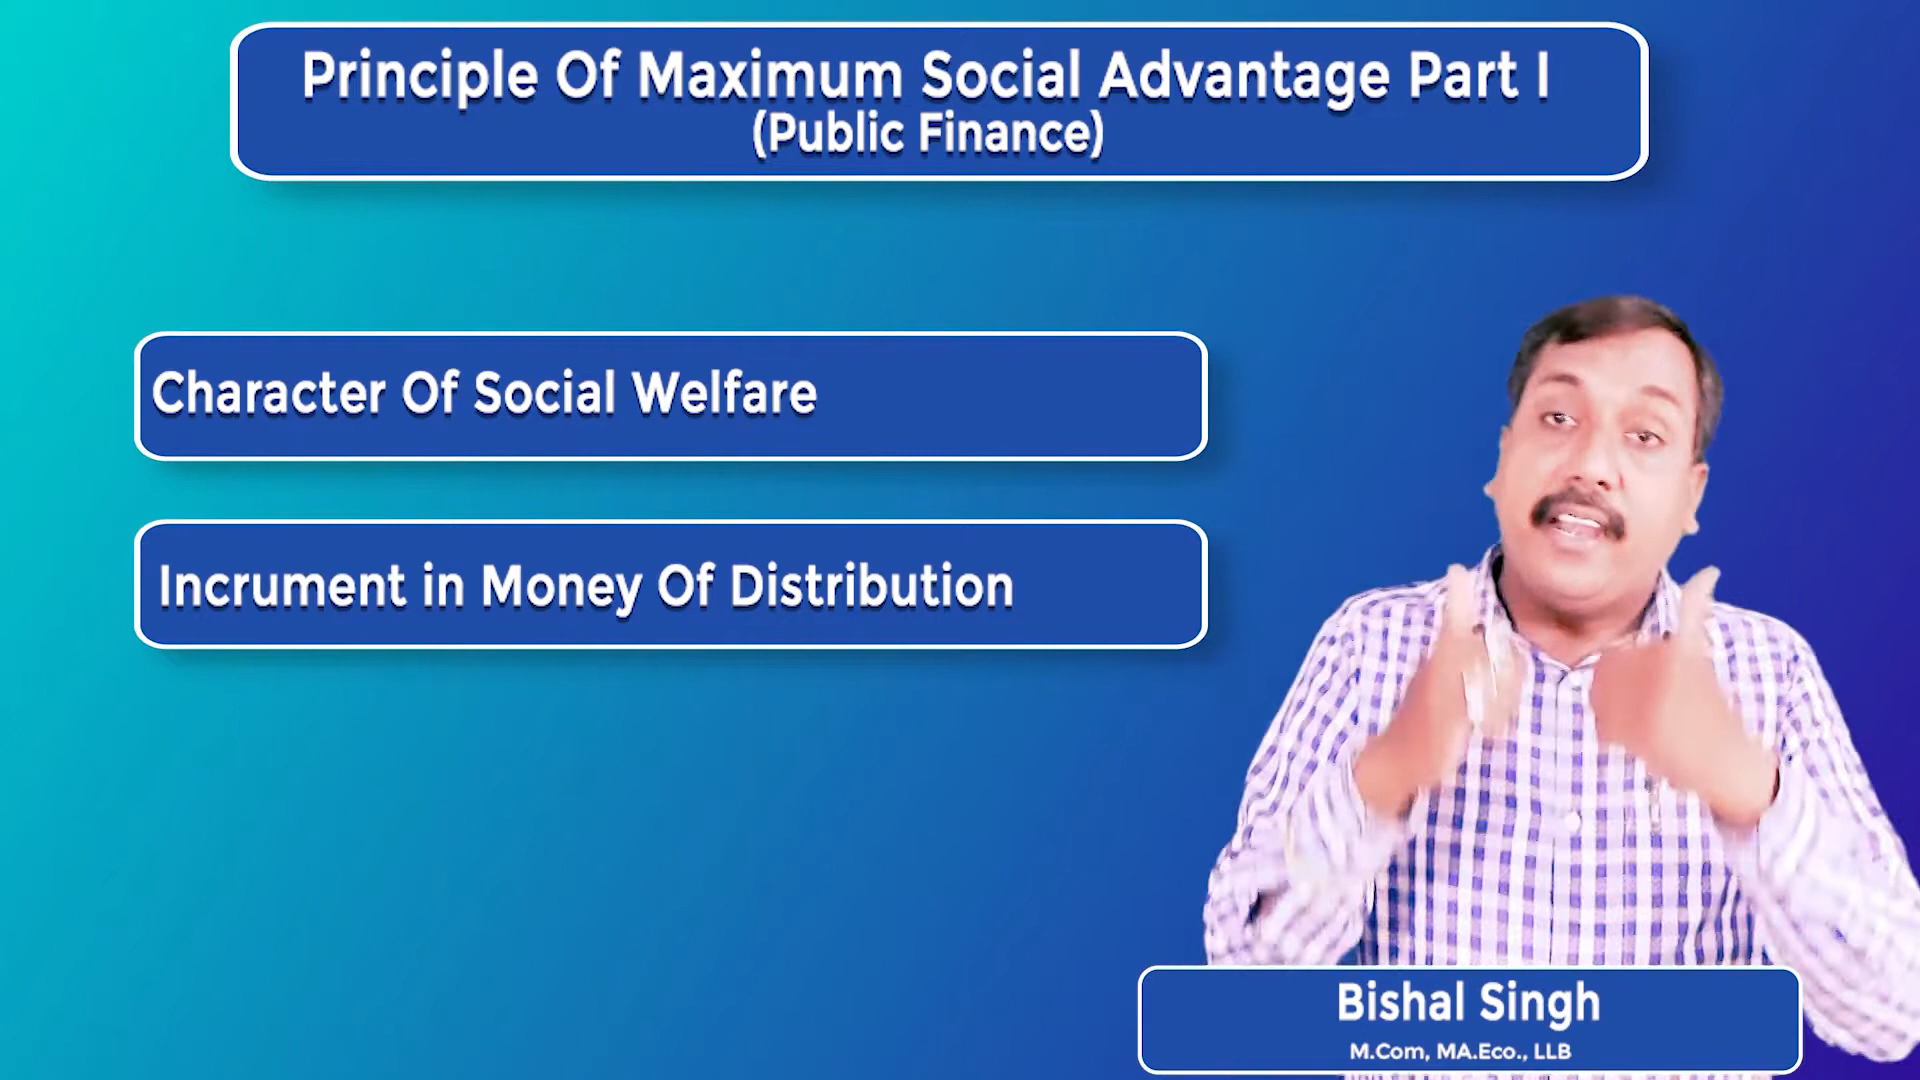 Principle Of Maximum Social Advantage Part I
(Public Finance)
Character Of Social Welfare
Incrument in Money Of Distribution
Bishal Singh
M.Com, MA.Eco., LLB